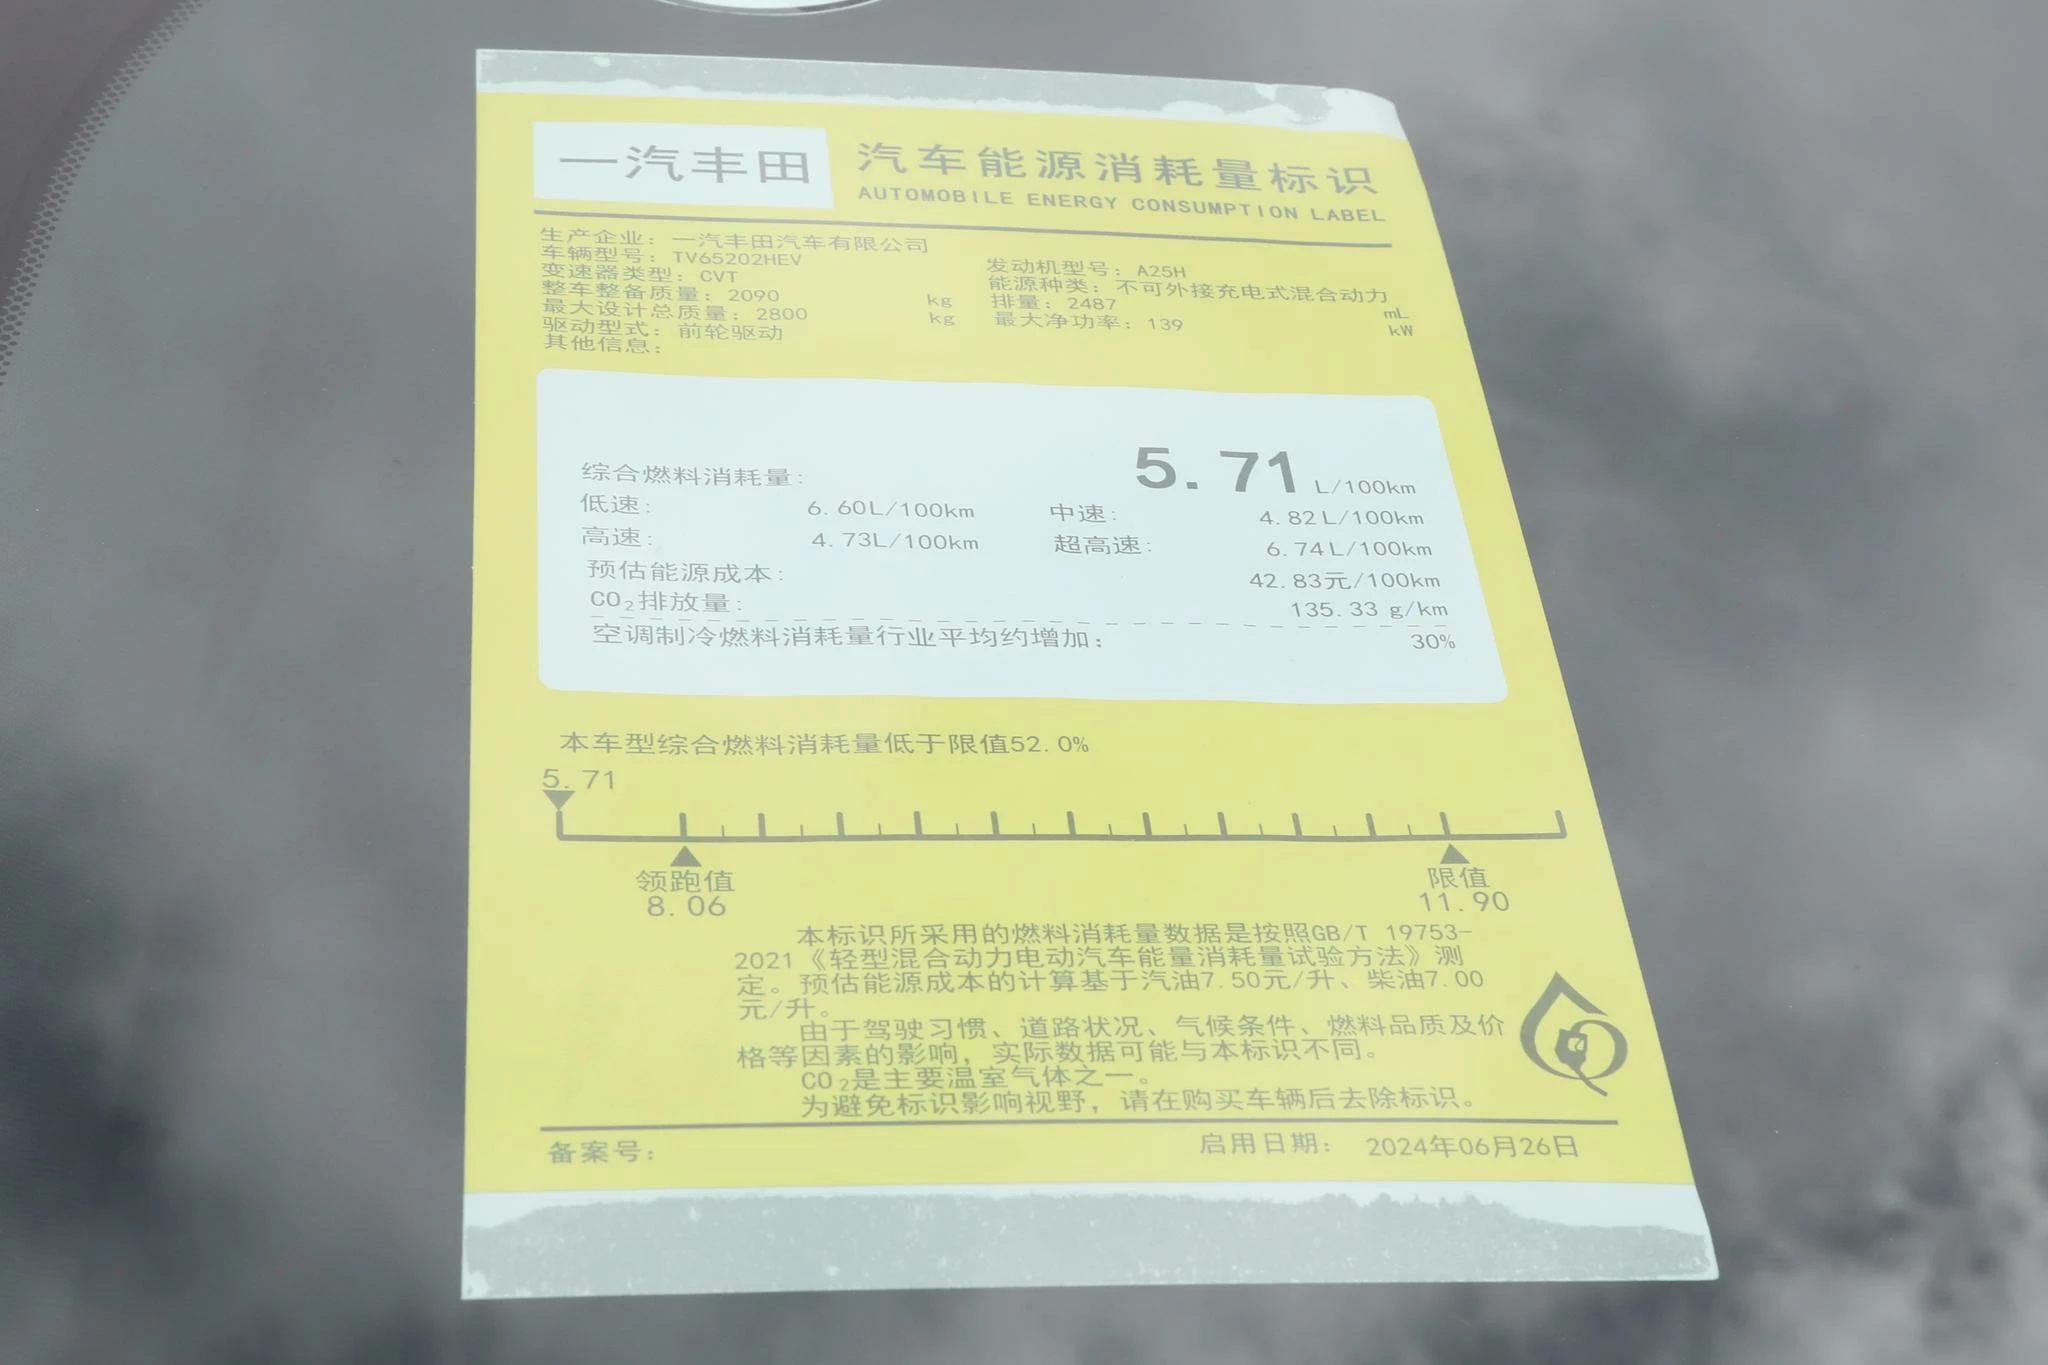 一汽丰田
汽车能源消耗量标识
AUTOMOBILE ENERGY CONSUMPTION LABEL
生产企业：一汽丰田汽车有限公司
车辆型号：TV65202HEV
发动机型号：A25H
变速器类型：CVT
能源种类：不可外接充电式混合动力
整车整备质量：2090 kg
排量：2487 mL
最大设计总质量：2800 kg
最大净功率：139 kW
驱动型式：前轮驱动
其他信息：
综合燃料消耗量： 5.71 L/100km
低速： 6.60L/100km 中速： 4.82L/100km
高速： 4.73L/100km 超高速： 6.74L/100km
预估能源成本： 42.83元/100km
CO₂排放量： 135.33 g/km
空调制冷燃料消耗量行业平均约增加： 30%
本车型综合燃料消耗量低于限值52.0%
5.71
领跑值 限值
8.06 11.90
本标识所采用的燃料消耗量数据是按照GB/T 19753-
2021《轻型混合动力电动汽车能量消耗量试验方法》测
定。预估能源成本的计算基于汽油7.50元/升、柴油7.00
元/升。
由于驾驶习惯、道路状况、气候条件、燃料品质及价
格等因素的影响，实际数据可能与本标识不同。
CO₂是主要温室气体之一。
为避免标识影响视野，请在购买车辆后去除标识。
备案号： 启用日期： 2024年06月26日